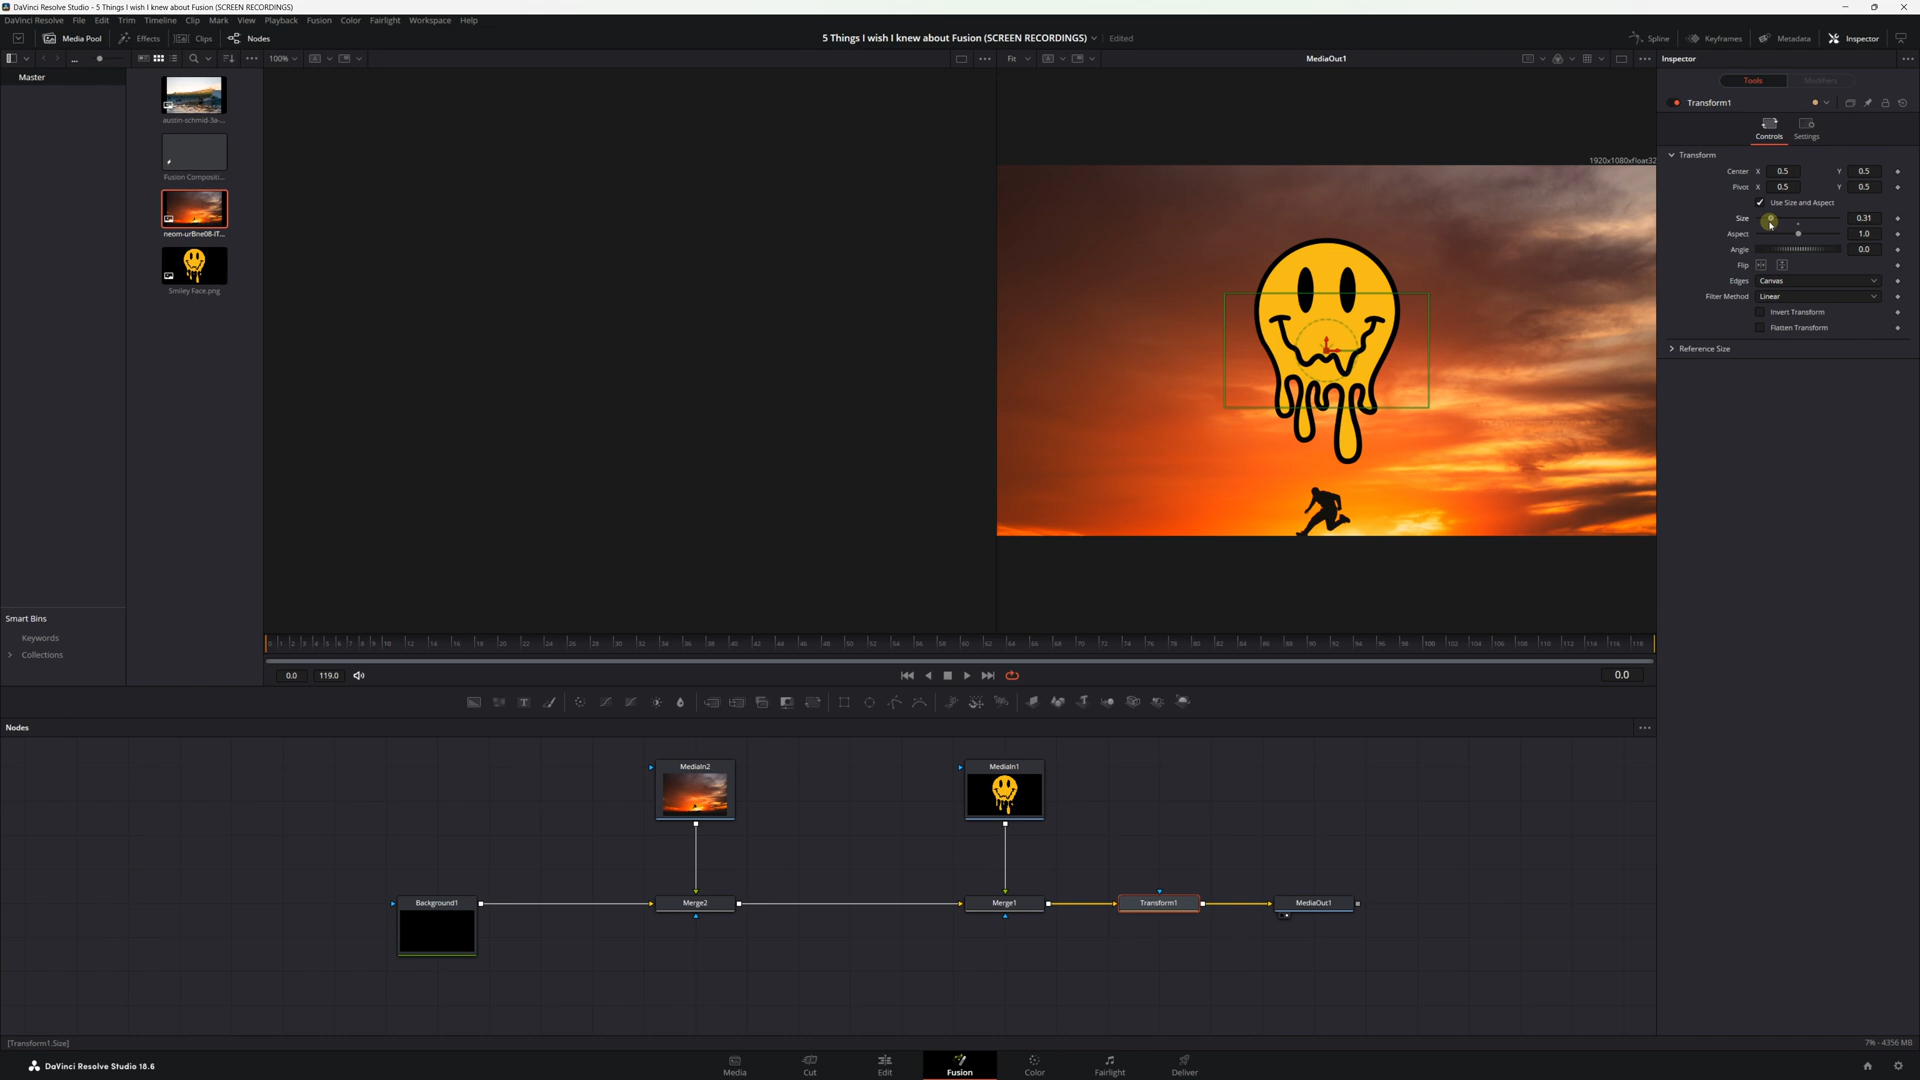 DaVinci Resolve Studio - 5 Things I wish I knew about Fusion (SCREEN RECORDINGS)
DaVinci Resolve File Edit Trim Timeline Clip Mark View Playback Fusion Color Fairlight Workspace Help
Media Pool Effects Clips Nodes
5 Things I wish I knew about Fusion (SCREEN RECORDINGS) Edited
Spline Keyframes Metadata Inspector
100%
Fit
MediaOut1
Inspector
Master
Tools Modifiers
Transform1
Controls Settings
austin-schmid-3a-...
Fusion Compositi...
neom-urBne08-IT...
Smiley Face.png
1920x1080xfloat32
Transform
Center X 0.5 Y 0.5
Pivot X 0.5 Y 0.5
Use Size and Aspect
Size 0.31
Aspect 1.0
Angle 0.0
Flip
Edges Canvas
Filter Method Linear
Invert Transform
Flatten Transform
Reference Size
Smart Bins
Keywords
Collections
0.0 119.0
0.0
Nodes
MediaIn2
MediaIn1
Background1
Merge2
Merge1
Transform1
MediaOut1
[Transform1.Size]
7% - 4356 MB
DaVinci Resolve Studio 18.6
Media Cut Edit Fusion Color Fairlight Deliver